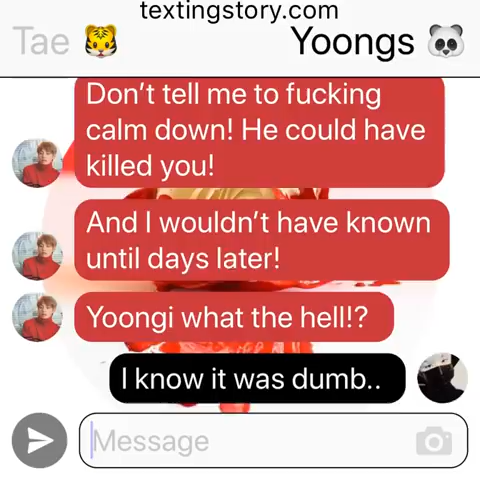 textingstory.com
Tae 🐯 Yoongs 🐼
Don't tell me to fucking
calm down! He could have
killed you!
And I wouldn't have known
until days later!
Yoongi what the hell!?
I know it was dumb..
Message